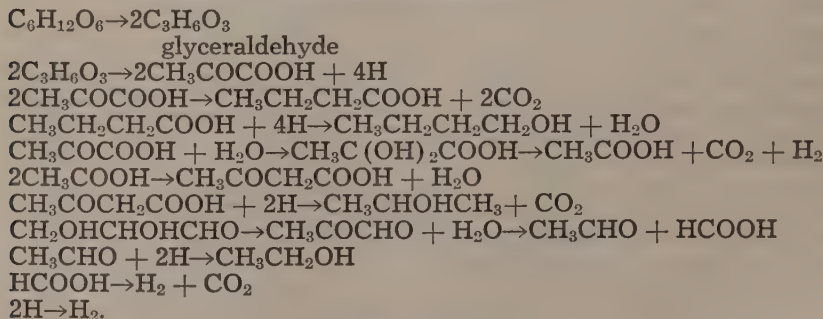 C₆H₁₂O₆→2C₃H₆O₃
glyceraldehyde
2C₃H₆O₃→2CH₃COCOOH + 4H
2CH₃COCOOH→CH₃CH₂CH₂COOH + 2CO₂
CH₃CH₂CH₂COOH + 4H→CH₃CH₂CH₂CH₂OH + H₂O
CH₃COCOOH + H₂O→CH₃C (OH) ₂COOH→CH₃COOH +CO₂ + H₂
2CH₃COOH→CH₃COCH₂COOH + H₂O
CH₃COCH₂COOH + 2H→CH₃CHOHCH₃ + CO₂
CH₂OHCHOHCHO→CH₃COCHO + H₂O→CH₃CHO + HCOOH
CH₃CHO + 2H→CH₃CH₂OH
HCOOH→H₂ + CO₂
2H→H₂.